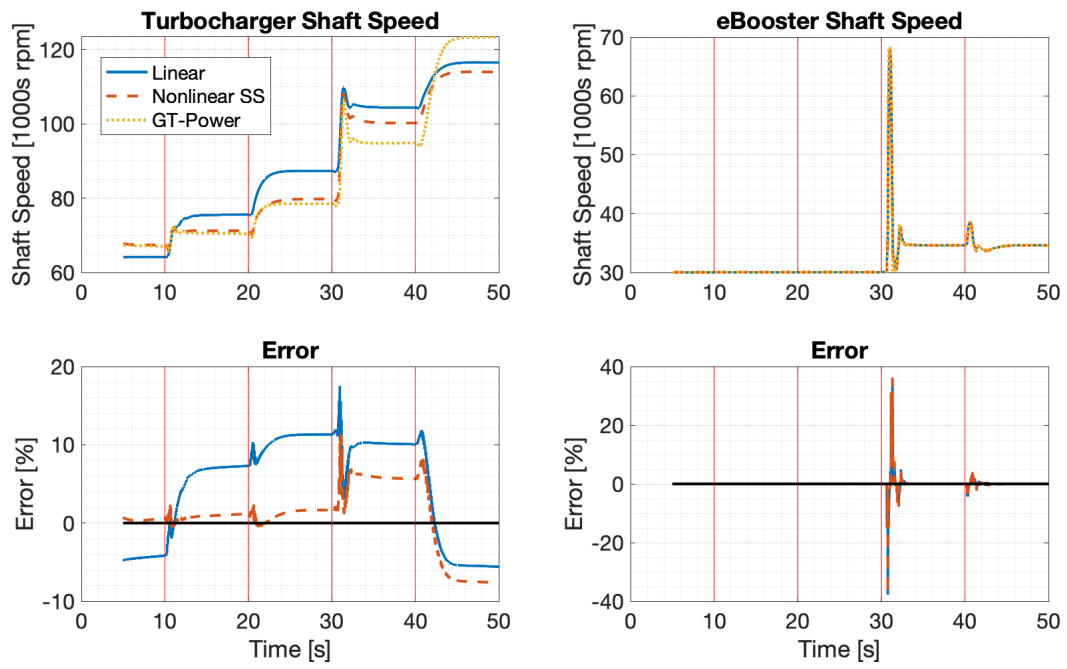 Turbocharger Shaft Speed
Shaft Speed [1000s rpm]
120
100
80
60
Linear
Nonlinear SS
GT-Power
0 10 20 30 40 50
eBooster Shaft Speed
Shaft Speed [1000s rpm]
70
60
50
40
30
0 10 20 30 40 50
Error
Error [%]
20
10
0
-10
0 10 20 30 40 50
Time [s]
Error
Error [%]
40
20
0
-20
-40
0 10 20 30 40 50
Time [s]